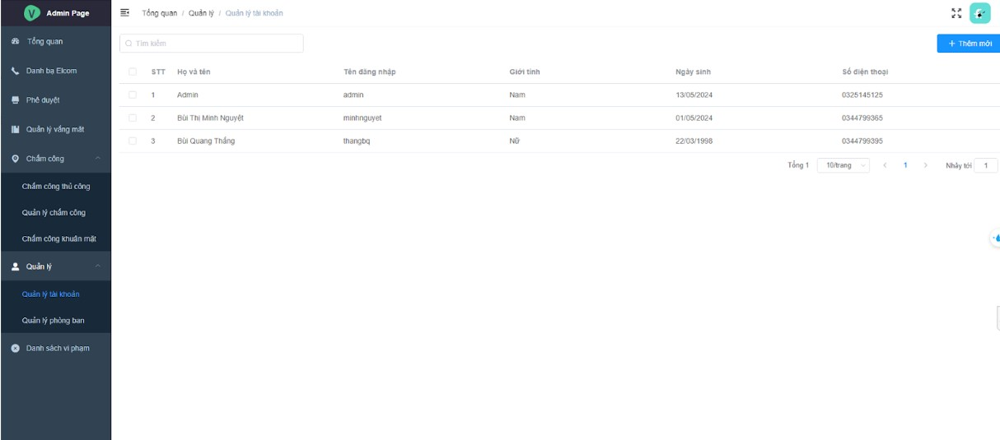 V Admin Page
Tổng quan / Quản lý / Quản lý tài khoản
Tổng quan
Danh bạ Elcom
Phê duyệt
Quản lý vắng mặt
Chấm công
Chấm công thủ công
Quản lý chấm công
Chấm công khuân mặt
Quản lý
Quản lý tài khoản
Quản lý phòng ban
Danh sách vi phạm
Tìm kiếm
+ Thêm mới
STT Họ và tên Tên đăng nhập Giới tính Ngày sinh Số điện thoại
1 Admin admin Nam 13/05/2024 0325145125
2 Bùi Thị Minh Nguyệt minhnguyet Nam 01/05/2024 0344799365
3 Bùi Quang Thắng thangbq Nữ 22/03/1998 0344799395
Tổng 1 10/trang < 1 > Nhảy tới 1